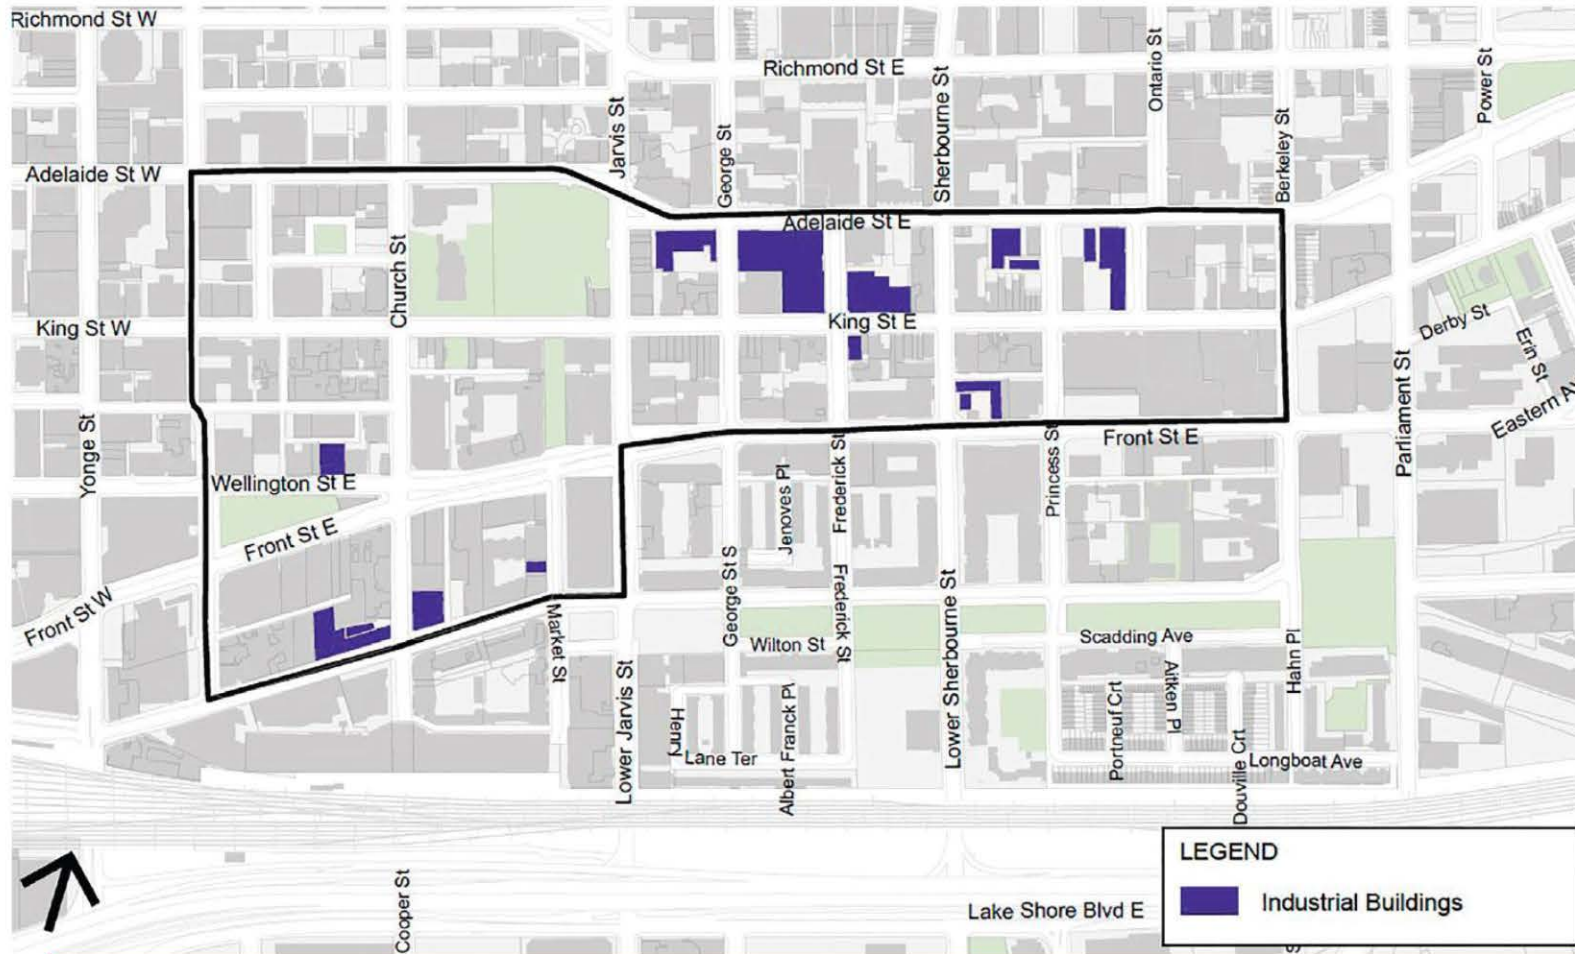 Richmond St W
Richmond St E
Ontario St
Power St
Jarvis St
George St
Sherbourne St
Berkeley St
Adelaide St W
Adelaide St E
Church St
King St W
King St E
Derby St
Erin St
Parliament St
Yonge St
Wellington St E
Front St E
Front St E
Eastern Av
Front St W
Jenoves Pl
Frederick St
Princess St
George St S
Frederick St
Market St
Wilton St
Lower Sherbourne St
Scadding Ave
Aitken Pl
Hahn Pl
Lower Jarvis St
Henry
Lane Ter
Albert Franck Pl
Portneuf Crt
Douville Crt
Longboat Ave
Cooper St
Lake Shore Blvd E
LEGEND
Industrial Buildings